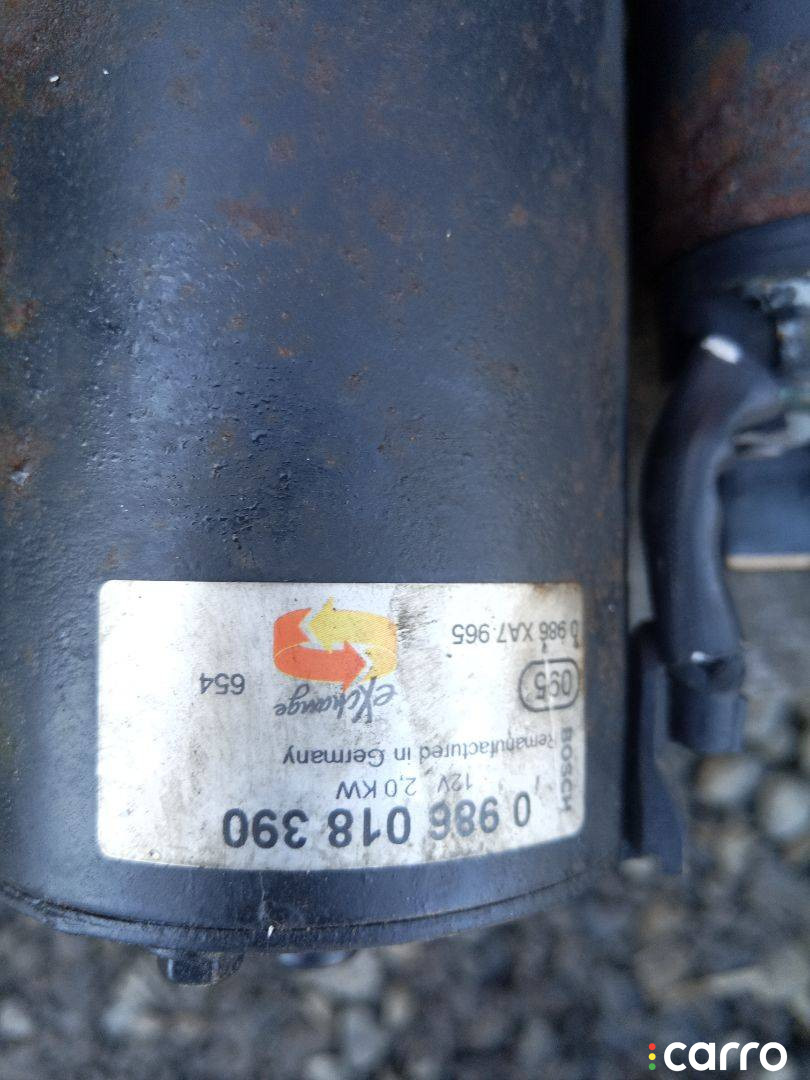 0 986 018 390
12V 2,0 KW
BOSCH
Remanufactured in Germany
095
eXchange
654
0 986 XA7 965
carro